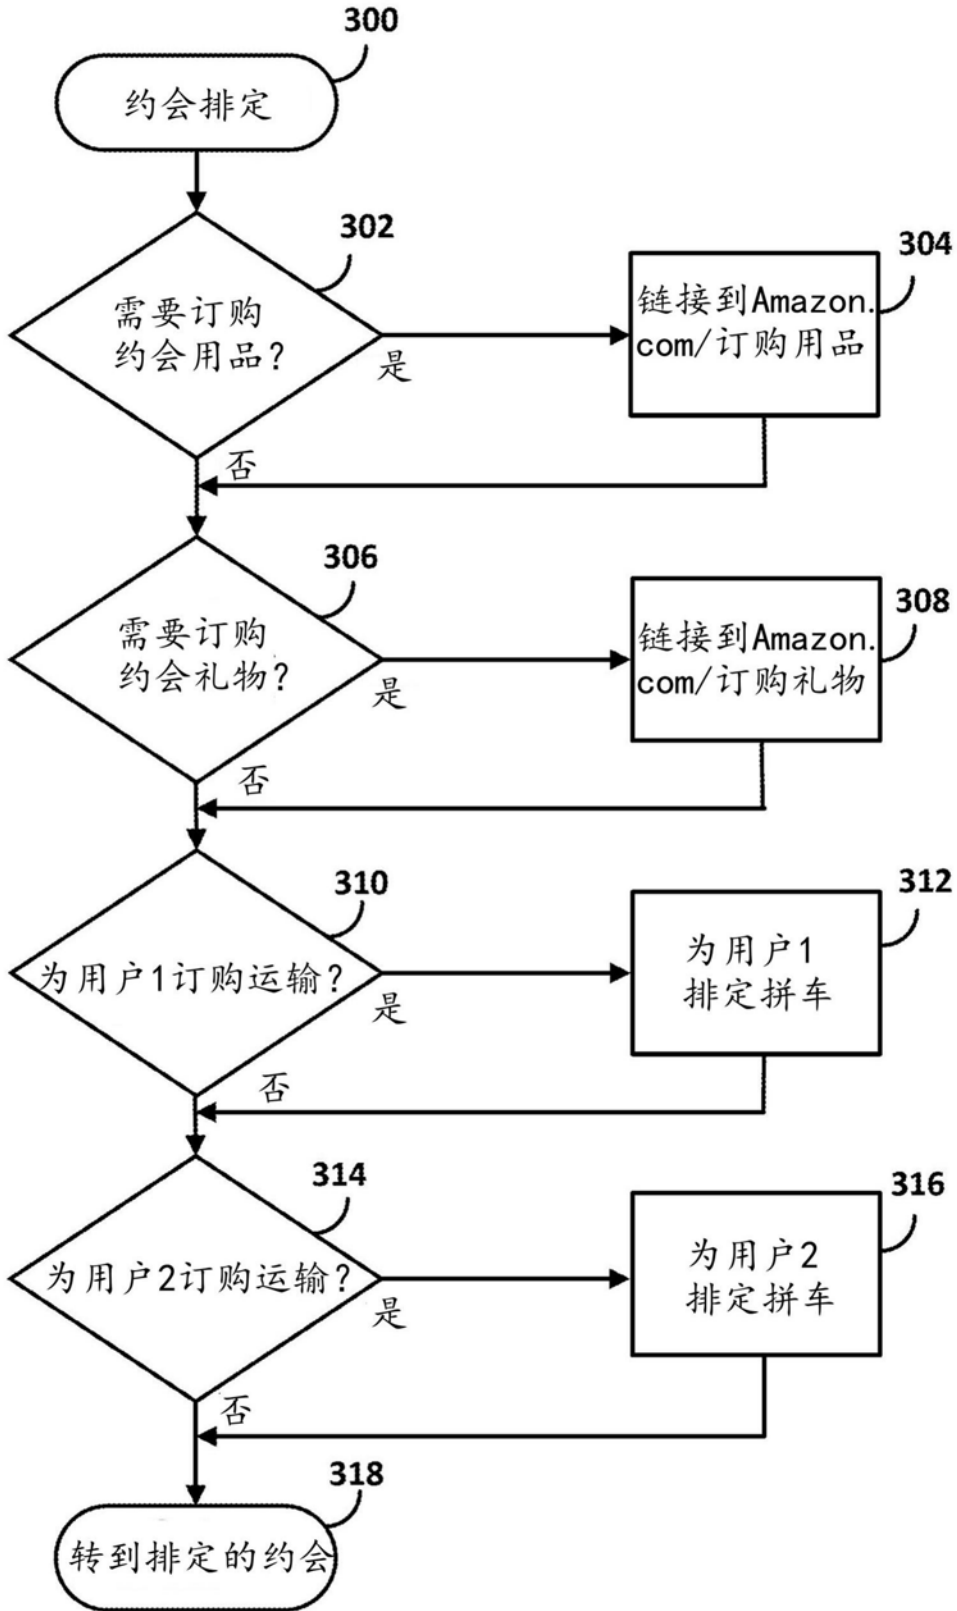 300
约会排定
302
需要订购
约会用品?
是
否
304
链接到Amazon.
com/订购用品
306
需要订购
约会礼物?
是
否
308
链接到Amazon.
com/订购礼物
310
为用户1订购运输?
是
否
312
为用户1
排定拼车
314
为用户2订购运输?
是
否
316
为用户2
排定拼车
318
转到排定的约会